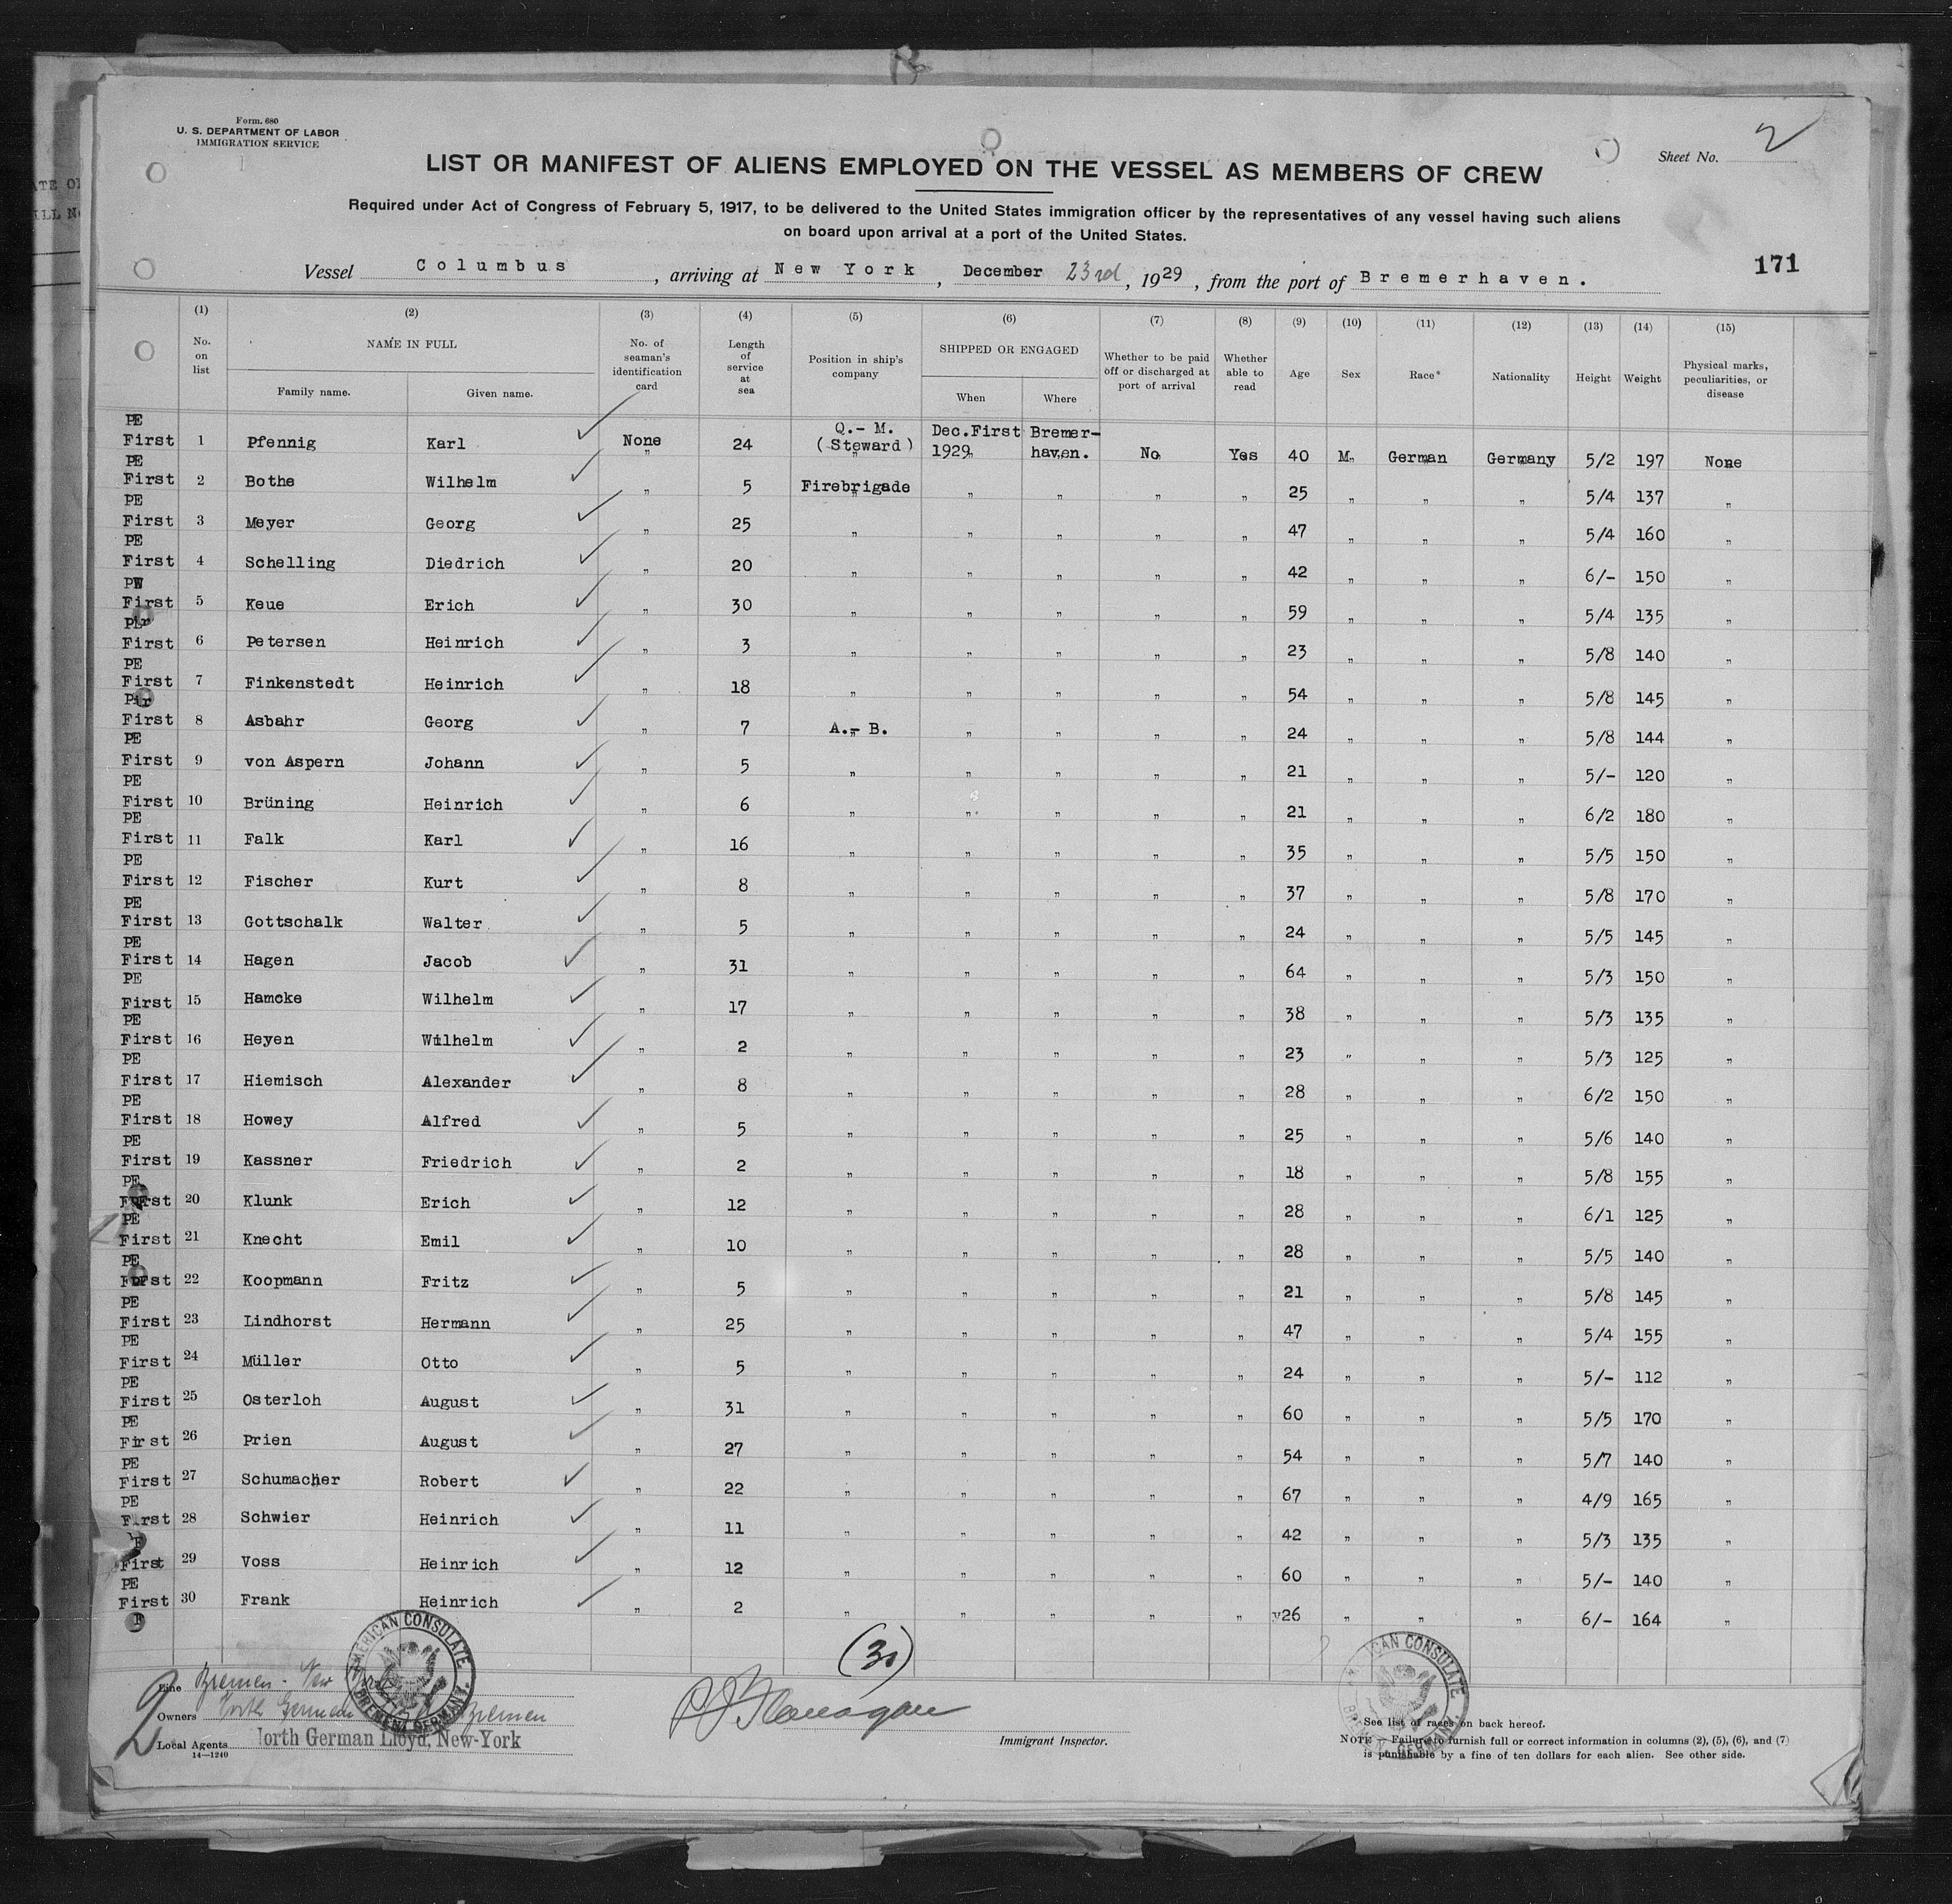 Form. 680
U. S. DEPARTMENT OF LABOR
IMMIGRATION SERVICE
Sheet No. 2
LIST OR MANIFEST OF ALIENS EMPLOYED ON THE VESSEL AS MEMBERS OF CREW
Required under Act of Congress of February 5, 1917, to be delivered to the United States immigration officer by the representatives of any vessel having such aliens
on board upon arrival at a port of the United States.
171
Vessel Columbus, arriving at New York, December 23rd, 1929, from the port of Bremerhaven.
(1) (2) (3) (4) (5) (6) (7) (8) (9) (10) (11) (12) (13) (14) (15)
No. on list NAME IN FULL Family name. Given name. No. of seaman's identification card Length of service at sea Position in ship's company SHIPPED OR ENGAGED When Where Whether to be paid off or discharged at port of arrival Whether able to read Age Sex Race* Nationality Height Weight Physical marks, peculiarities, or disease
PE First 1 Pfennig Karl None 24 Q.- M. (Steward) Dec.First 1929 Bremer-haven. No Yes 40 M German Germany 5/2 197 None
PE First 2 Bothe Wilhelm " 5 Firebrigade " " " " 25 " " " 5/4 137 "
PE First 3 Meyer Georg " 25 " " " " " 47 " " " 5/4 160 "
PE First 4 Schelling Diedrich " 20 " " " " " 42 " " " 6/- 150 "
First 5 Keue Erich " 30 " " " " " 59 " " " 5/4 135 "
First 6 Petersen Heinrich " 3 " " " " " 23 " " " 5/8 140 "
PE First 7 Finkenstedt Heinrich " 18 " " " " " 54 " " " 5/8 145 "
First 8 Asbahr Georg " 7 A.- B. " " " " 24 " " " 5/8 144 "
PE First 9 von Aspern Johann " 5 " " " " " 21 " " " 5/- 120 "
PE First 10 Brüning Heinrich " 6 " " " " " 21 " " " 6/2 180 "
PE First 11 Falk Karl " 16 " " " " " 35 " " " 5/5 150 "
PE First 12 Fischer Kurt " 8 " " " " " 37 " " " 5/8 170 "
PE First 13 Gottschalk Walter " 5 " " " " " 24 " " " 5/5 145 "
PE First 14 Hagen Jacob " 31 " " " " " 64 " " " 5/3 150 "
PE First 15 Hamcke Wilhelm " 17 " " " " " 38 " " " 5/3 135 "
PE First 16 Heyen Wilhelm " 2 " " " " " 23 " " " 5/3 125 "
PE First 17 Hiemisch Alexander " 8 " " " " " 28 " " " 6/2 150 "
PE First 18 Howey Alfred " 5 " " " " " 25 " " " 5/6 140 "
PE First 19 Kassner Friedrich " 2 " " " " " 18 " " " 5/8 155 "
PE First 20 Klunk Erich " 12 " " " " " 28 " " " 6/1 125 "
PE First 21 Knecht Emil " 10 " " " " " 28 " " " 5/5 140 "
PE First 22 Koopmann Fritz " 5 " " " " " 21 " " " 5/8 145 "
PE First 23 Lindhorst Hermann " 25 " " " " " 47 " " " 5/4 155 "
PE First 24 Müller Otto " 5 " " " " " 24 " " " 5/- 112 "
PE First 25 Osterloh August " 31 " " " " " 60 " " " 5/5 170 "
PE First 26 Prien August " 27 " " " " " 54 " " " 5/7 140 "
PE First 27 Schumacher Robert " 22 " " " " " 67 " " " 4/9 165 "
PE First 28 Schwier Heinrich " 11 " " " " " 42 " " " 5/3 135 "
First 29 Voss Heinrich " 12 " " " " " 60 " " " 5/- 140 "
PE First 30 Frank Heinrich " 2 " " " " " 26 " " " 6/- 164 "
(30)
AMERICAN CONSULATE BREMEN GERMANY
AMERICAN CONSULATE BREMEN GERMANY
Line Bremen - New
Owners North German Bremen
Local Agents North German Lloyd, New-York
14—1240
Immigrant Inspector.
See list of races on back hereof.
NOTE — Failure to furnish full or correct information in columns (2), (5), (6), and (7)
is punishable by a fine of ten dollars for each alien. See other side.